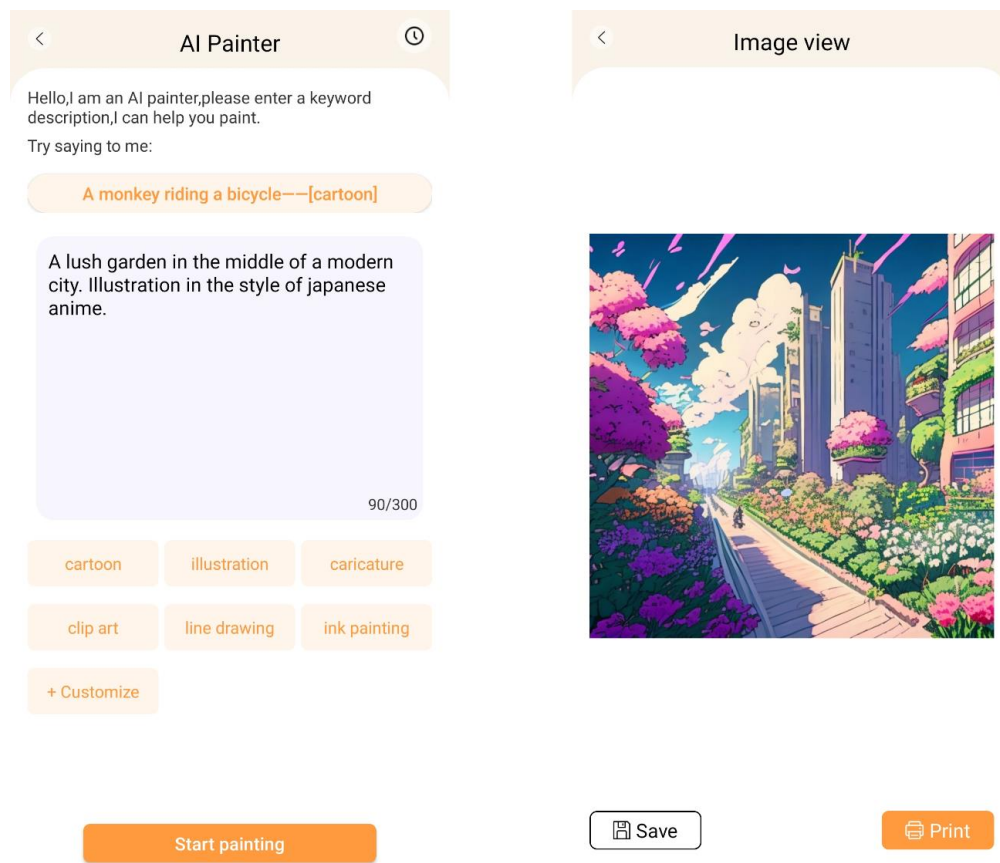 AI Painter
Hello,I am an AI painter,please enter a keyword
description,I can help you paint.
Try saying to me:
A monkey riding a bicycle——[cartoon]
A lush garden in the middle of a modern
city. Illustration in the style of japanese
anime.
90/300
cartoon
illustration
caricature
clip art
line drawing
ink painting
+ Customize
Start painting
Image view
Save
Print